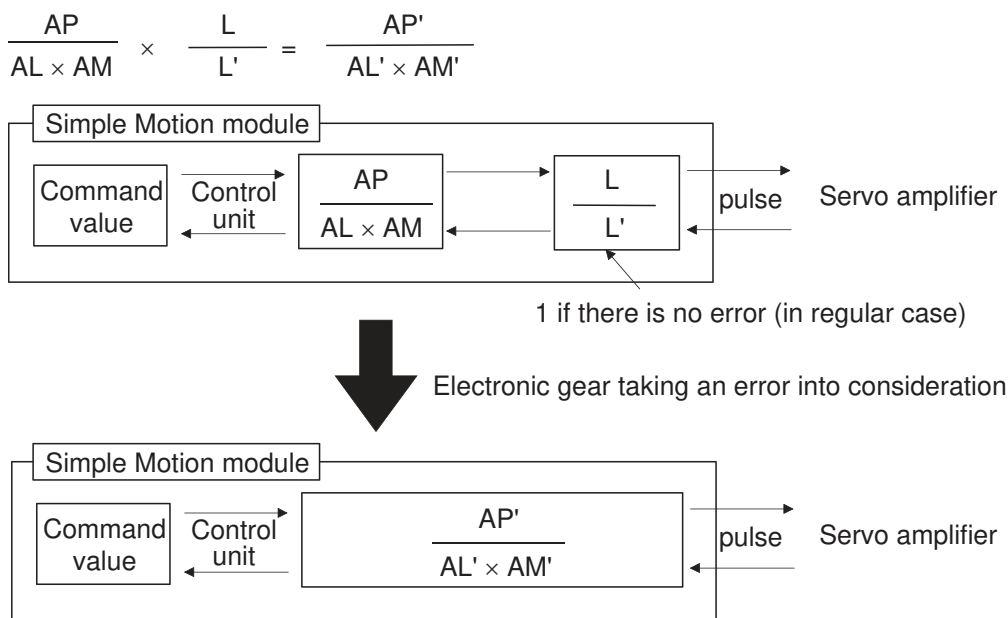 AP L AP'
AL × AM × L' = AL' × AM'
Simple Motion module
Command value
Control unit
AP
AL × AM
L
L'
pulse
Servo amplifier
1 if there is no error (in regular case)
Electronic gear taking an error into consideration
Simple Motion module
Command value
Control unit
AP'
AL' × AM'
pulse
Servo amplifier